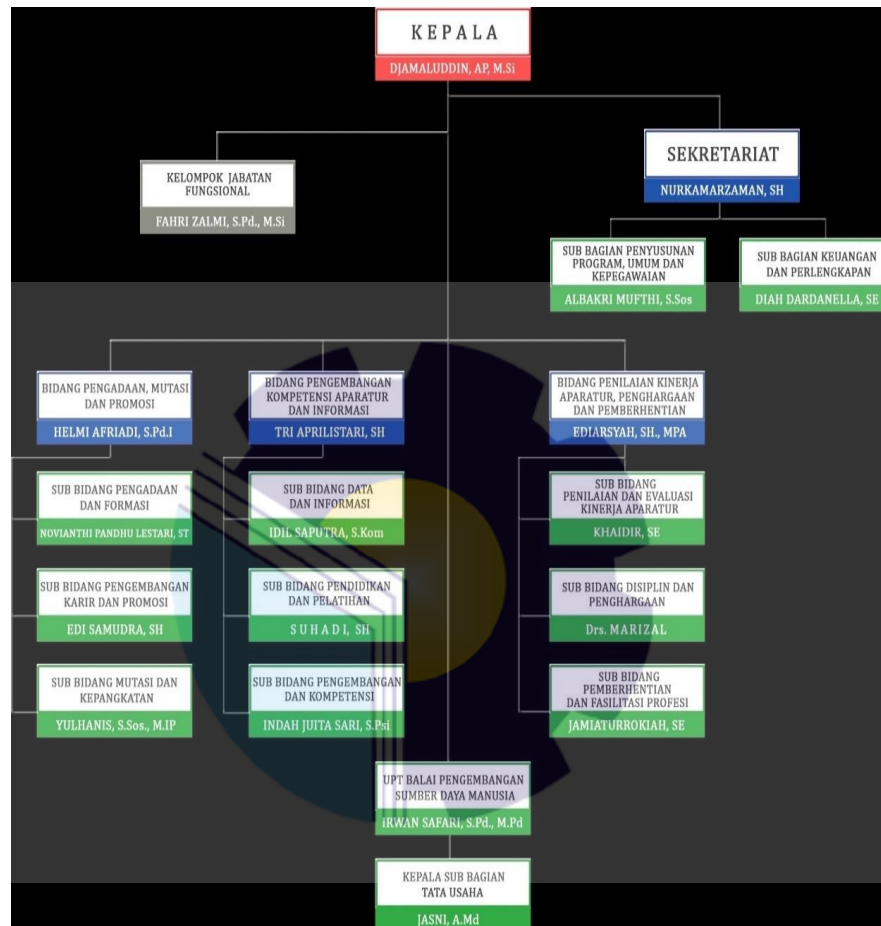 KEPALA
DJAMALUDDIN, AP, M.Si
SEKRETARIAT
NURKAMARZAMAN, SH
KELOMPOK JABATAN
FUNGSIONAL
FAHRI ZALMI, S.Pd., M.Si
SUB BAGIAN PENYUSUNAN
PROGRAM, UMUM DAN
KEPEGAWAIAN
ALBAKRI MUFTHI, S.Sos
SUB BAGIAN KEUANGAN
DAN PERLENGKAPAN
DIAH DARDANELLA, SE
BIDANG PENGADAAN, MUTASI
DAN PROMOSI
HELMI AFRIADI, S.Pd.I
BIDANG PENGEMBANGAN
KOMPETENSI APARATUR
DAN INFORMASI
TRI APRILISTARI, SH
BIDANG PENILAIAN KINERJA
APARATUR, PENGHARGAAN
DAN PEMBERHENTIAN
EDIARSYAH, SH., MPA
SUB BIDANG PENGADAAN
DAN FORMASI
NOVIANTHI PANDHU LESTARI, ST
SUB BIDANG DATA
DAN INFORMASI
IDIL SAPUTRA, S.Kom
SUB BIDANG
PENILAIAN DAN EVALUASI
KINERJA APARATUR
KHAIDIR, SE
SUB BIDANG PENGEMBANGAN
KARIR DAN PROMOSI
EDI SAMUDRA, SH
SUB BIDANG PENDIDIKAN
DAN PELATIHAN
S U H A D I, SH
SUB BIDANG DISIPLIN DAN
PENGHARGAAN
Drs. MARIZAL
SUB BIDANG MUTASI DAN
KEPANGKATAN
YULHANIS, S.Sos., M.IP
SUB BIDANG PENGEMBANGAN
DAN KOMPETENSI
INDAH JUITA SARI, S.Psi
SUB BIDANG
PEMBERHENTIAN
DAN FASILITASI PROFESI
JAMIATURROKIAH, SE
UPT BALAI PENGEMBANGAN
SUMBER DAYA MANUSIA
iRWAN SAFARI, S.Pd., M.Pd
KEPALA SUB BAGIAN
TATA USAHA
JASNI, A.Md